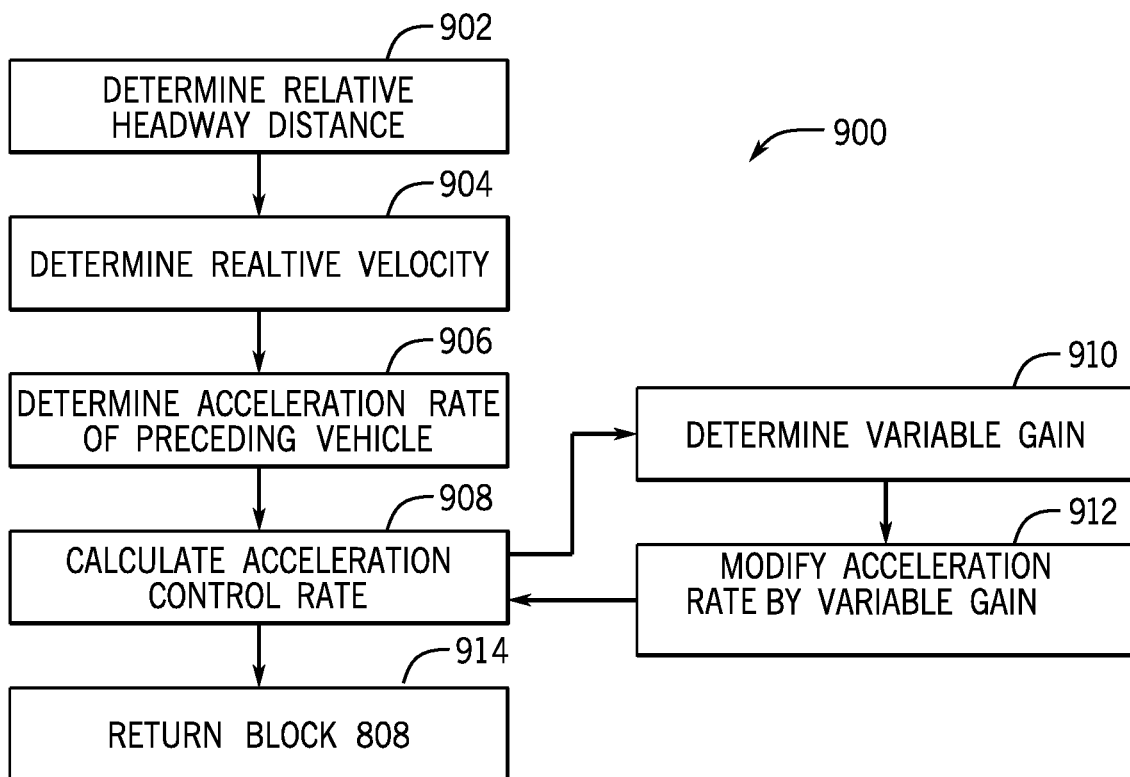 902
DETERMINE RELATIVE
HEADWAY DISTANCE
900
904
DETERMINE REALTIVE VELOCITY
906
DETERMINE ACCELERATION RATE
OF PRECEDING VEHICLE
910
DETERMINE VARIABLE GAIN
908
CALCULATE ACCELERATION
CONTROL RATE
912
MODIFY ACCELERATION
RATE BY VARIABLE GAIN
914
RETURN BLOCK 808